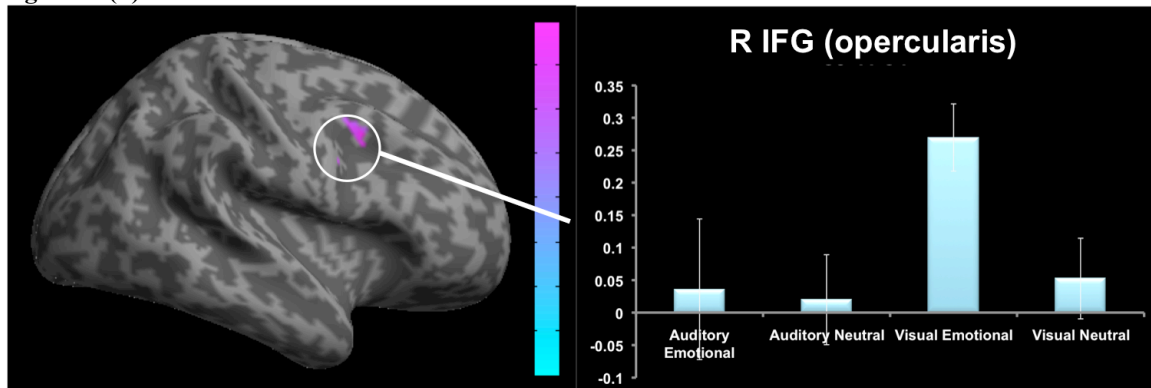 R IFG (opercularis)
0.35
0.3
0.25
0.2
0.15
0.1
0.05
0
-0.05
-0.1
Auditory Emotional
Auditory Neutral
Visual Emotional
Visual Neutral